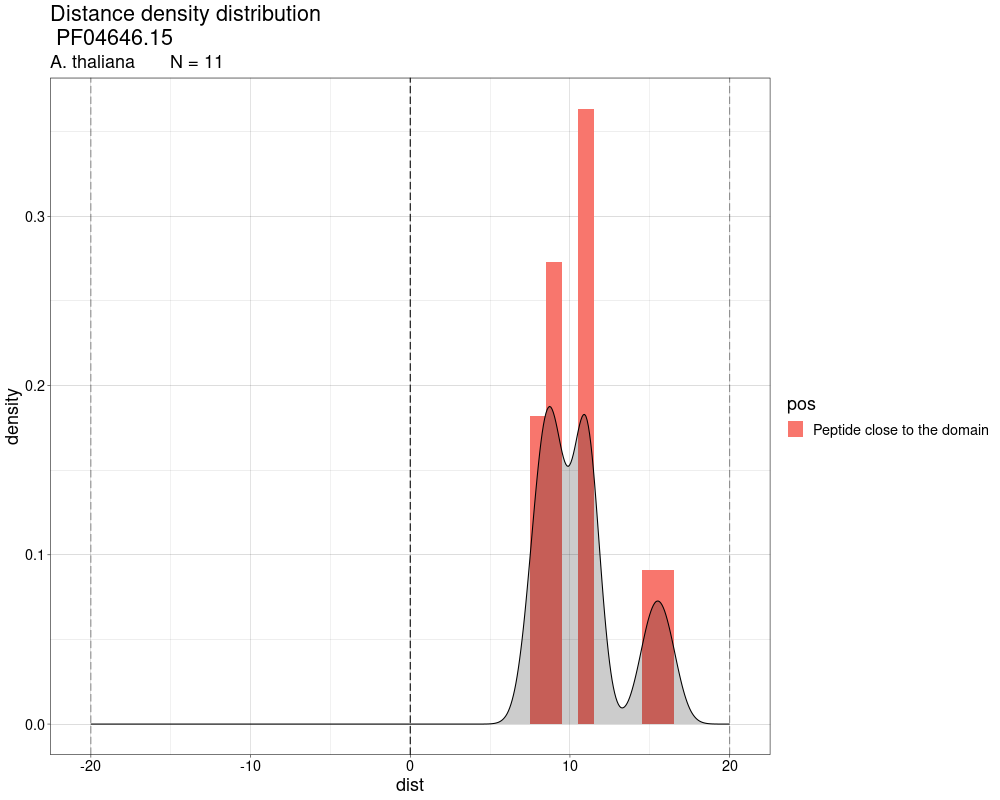 Distance density distribution
PF04646.15
A. thaliana N = 11
density
0.3
0.2
0.1
0.0
-20 -10 0 10 20
dist
pos
Peptide close to the domain